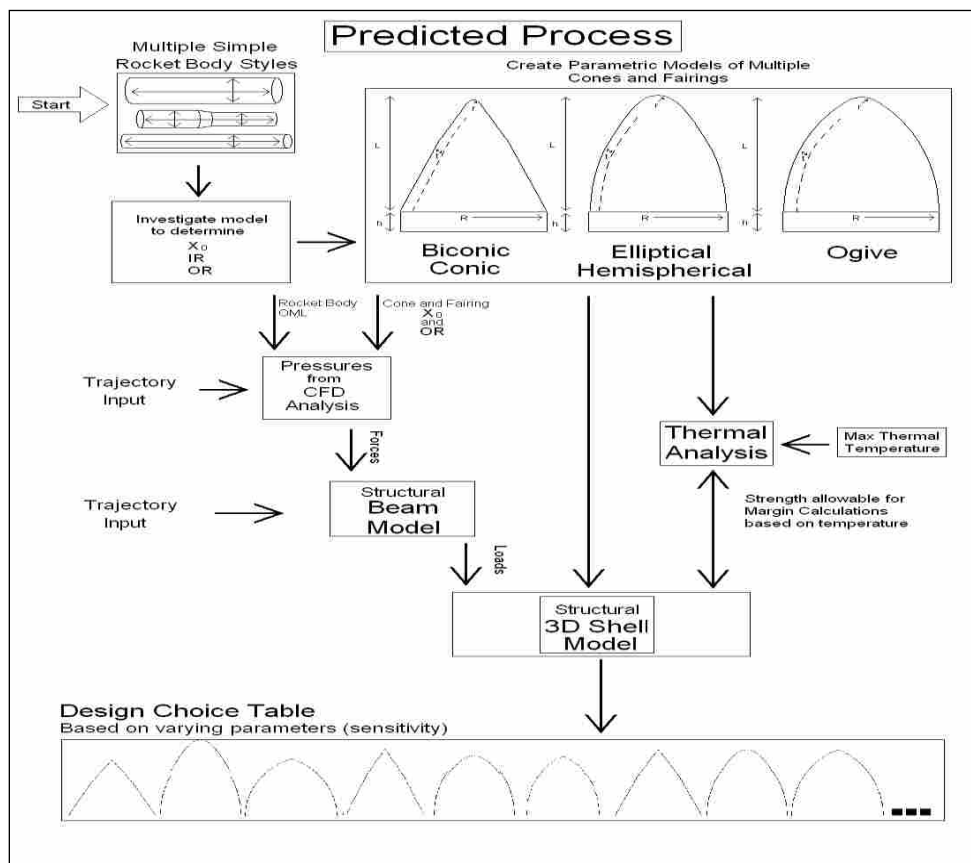 Predicted Process
Multiple Simple
Rocket Body Styles
Start
Create Parametric Models of Multiple
Cones and Fairings
L
r
r2
h
R
Biconic
Conic
L
r
r2
h
R
Elliptical
Hemispherical
L
r
r2
h
R
Ogive
Investigate model
to determine
X0
IR
OR
Rocket Body
OML
Cone and Fairing
X0
and
OR
Trajectory
Input
Pressures
from
CFD
Analysis
Forces
Thermal
Analysis
Max Thermal
Temperature
Trajectory
Input
Structural
Beam
Model
Strength allowable for
Margin Calculations
based on temperature
Loads
Structural
3D Shell
Model
Design Choice Table
Based on varying parameters (sensitivity)